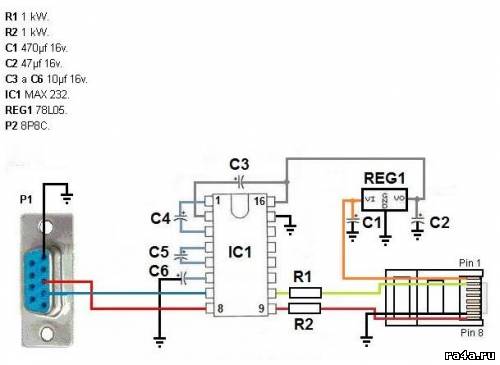 R1 1 kW.
R2 1 kW.
C1 470µf 16v.
C2 47µf 16v.
C3 a C6 10µf 16v.
IC1 MAX 232.
REG1 78L05.
P2 8P8C.
C3
P1
1
16
REG1
VI
GND
VO
C4
C1
C2
IC1
C5
C6
Pin 1
R1
8
9
R2
Pin 8
ra4a.ru